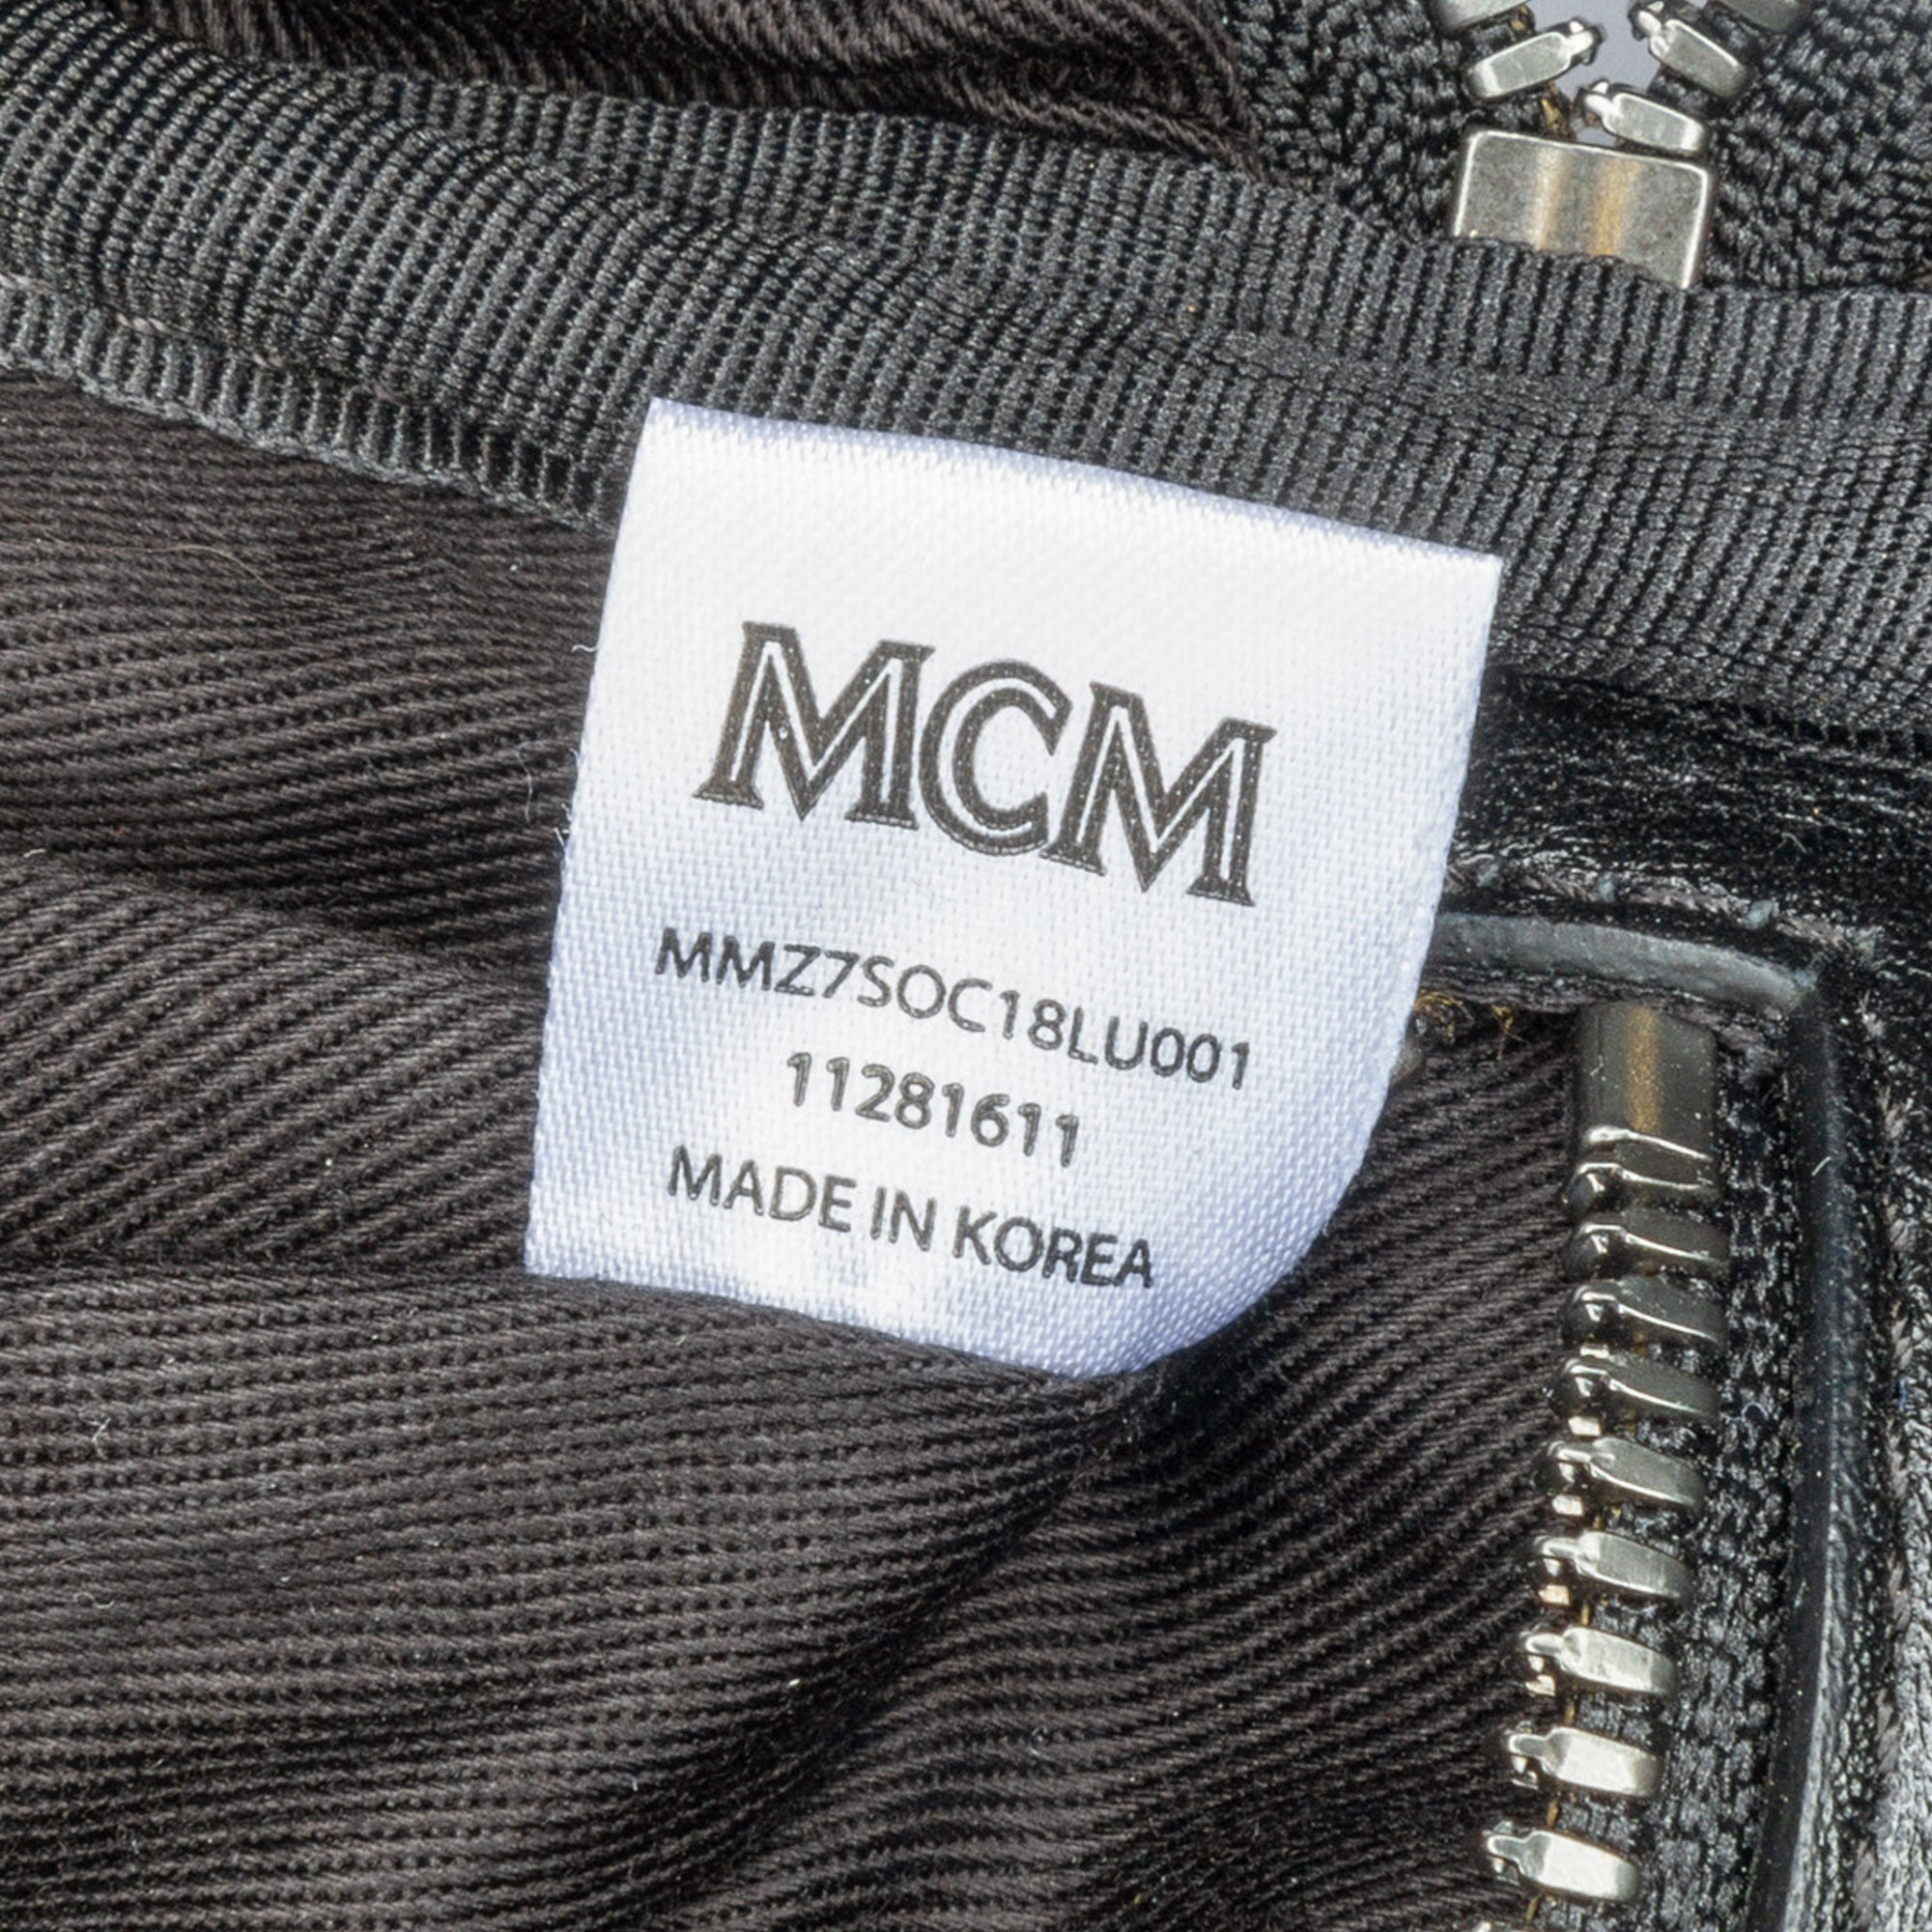 MCM
MMZ7SOC18LU001
11281611
MADE IN KOREA